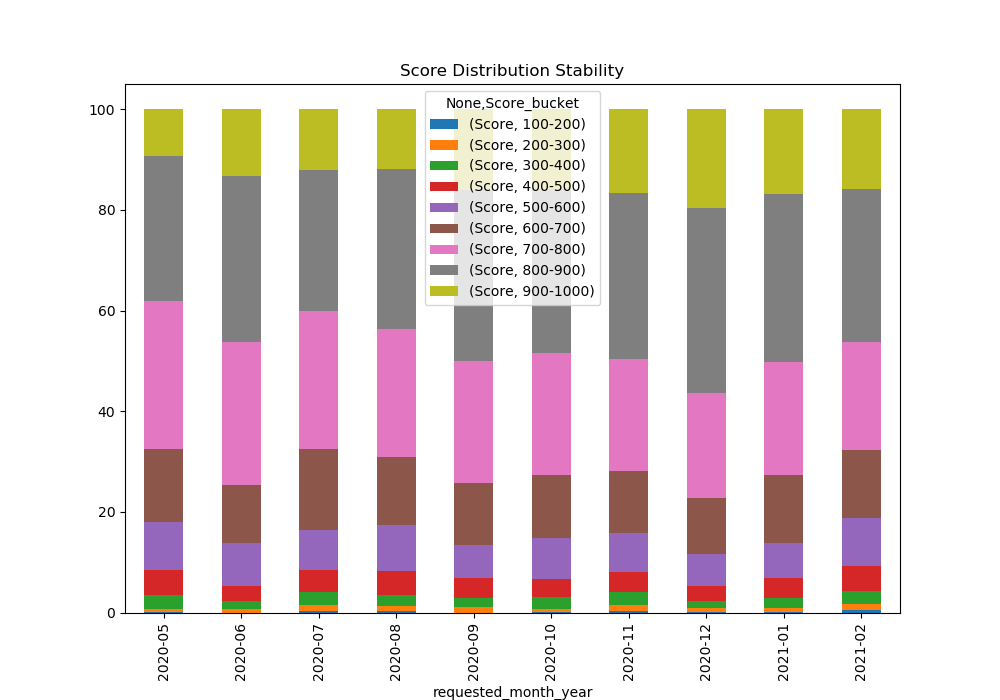 Score Distribution Stability
None,Score_bucket
(Score, 100-200)
(Score, 200-300)
(Score, 300-400)
(Score, 400-500)
(Score, 500-600)
(Score, 600-700)
(Score, 700-800)
(Score, 800-900)
(Score, 900-1000)
100
80
60
40
20
0
2020-05
2020-06
2020-07
2020-08
2020-09
2020-10
2020-11
2020-12
2021-01
2021-02
requested_month_year